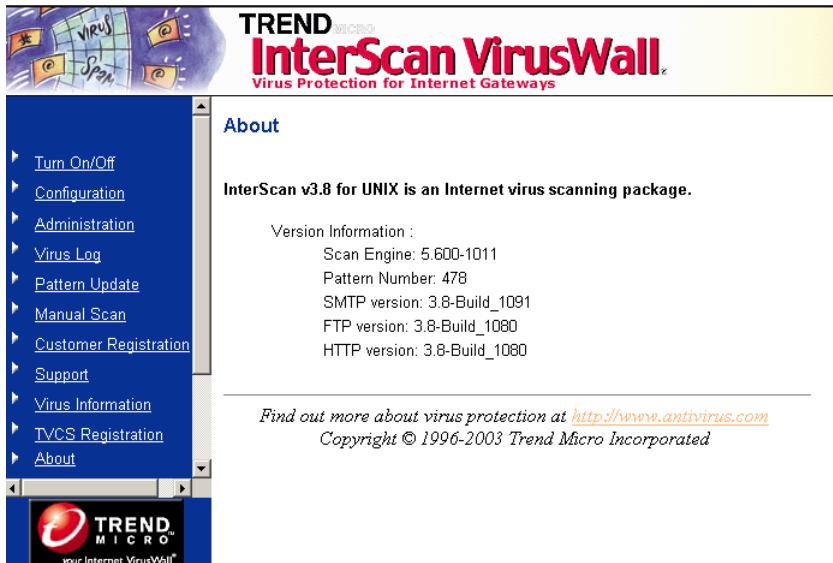 VIRUS
Spam
TREND MICRO
InterScan VirusWall®
Virus Protection for Internet Gateways
Turn On/Off
Configuration
Administration
Virus Log
Pattern Update
Manual Scan
Customer Registration
Support
Virus Information
TVCS Registration
About
TREND
MICRO
your Internet VirusWall
About
InterScan v3.8 for UNIX is an Internet virus scanning package.
Version Information :
Scan Engine: 5.600-1011
Pattern Number: 478
SMTP version: 3.8-Build_1091
FTP version: 3.8-Build_1080
HTTP version: 3.8-Build_1080
Find out more about virus protection at http://www.antivirus.com
Copyright © 1996-2003 Trend Micro Incorporated